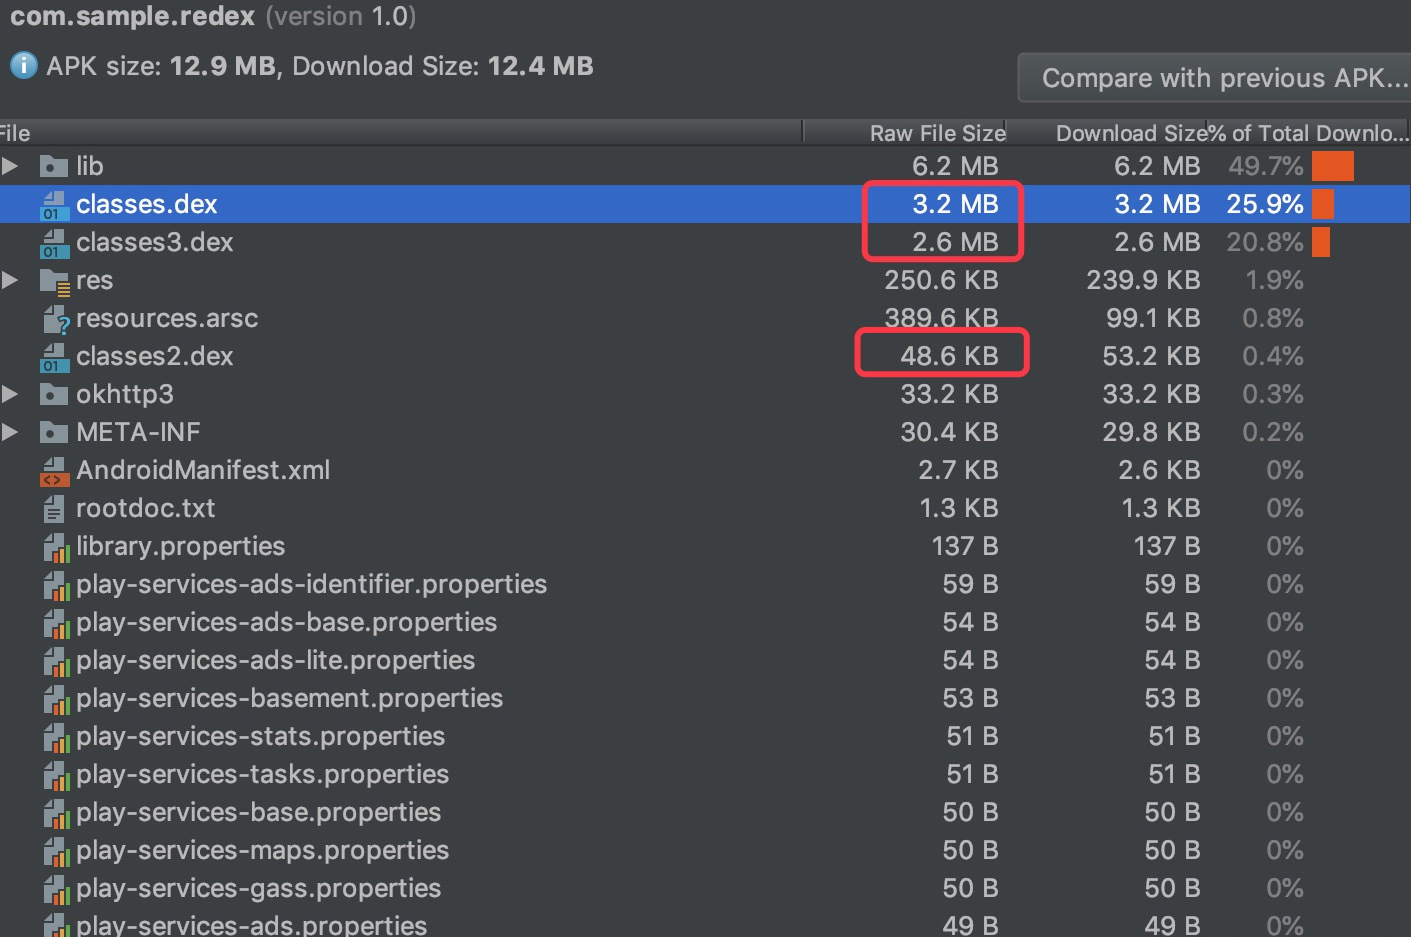 com.sample.redex (version 1.0)
APK size: 12.9 MB, Download Size: 12.4 MB
Compare with previous APK...
File Raw File Size Download Size % of Total Downlo...
lib 6.2 MB 6.2 MB 49.7%
classes.dex 3.2 MB 3.2 MB 25.9%
classes3.dex 2.6 MB 2.6 MB 20.8%
res 250.6 KB 239.9 KB 1.9%
resources.arsc 389.6 KB 99.1 KB 0.8%
classes2.dex 48.6 KB 53.2 KB 0.4%
okhttp3 33.2 KB 33.2 KB 0.3%
META-INF 30.4 KB 29.8 KB 0.2%
AndroidManifest.xml 2.7 KB 2.6 KB 0%
rootdoc.txt 1.3 KB 1.3 KB 0%
library.properties 137 B 137 B 0%
play-services-ads-identifier.properties 59 B 59 B 0%
play-services-ads-base.properties 54 B 54 B 0%
play-services-ads-lite.properties 54 B 54 B 0%
play-services-basement.properties 53 B 53 B 0%
play-services-stats.properties 51 B 51 B 0%
play-services-tasks.properties 51 B 51 B 0%
play-services-base.properties 50 B 50 B 0%
play-services-maps.properties 50 B 50 B 0%
play-services-gass.properties 50 B 50 B 0%
play-services-ads.properties 49 B 49 B 0%